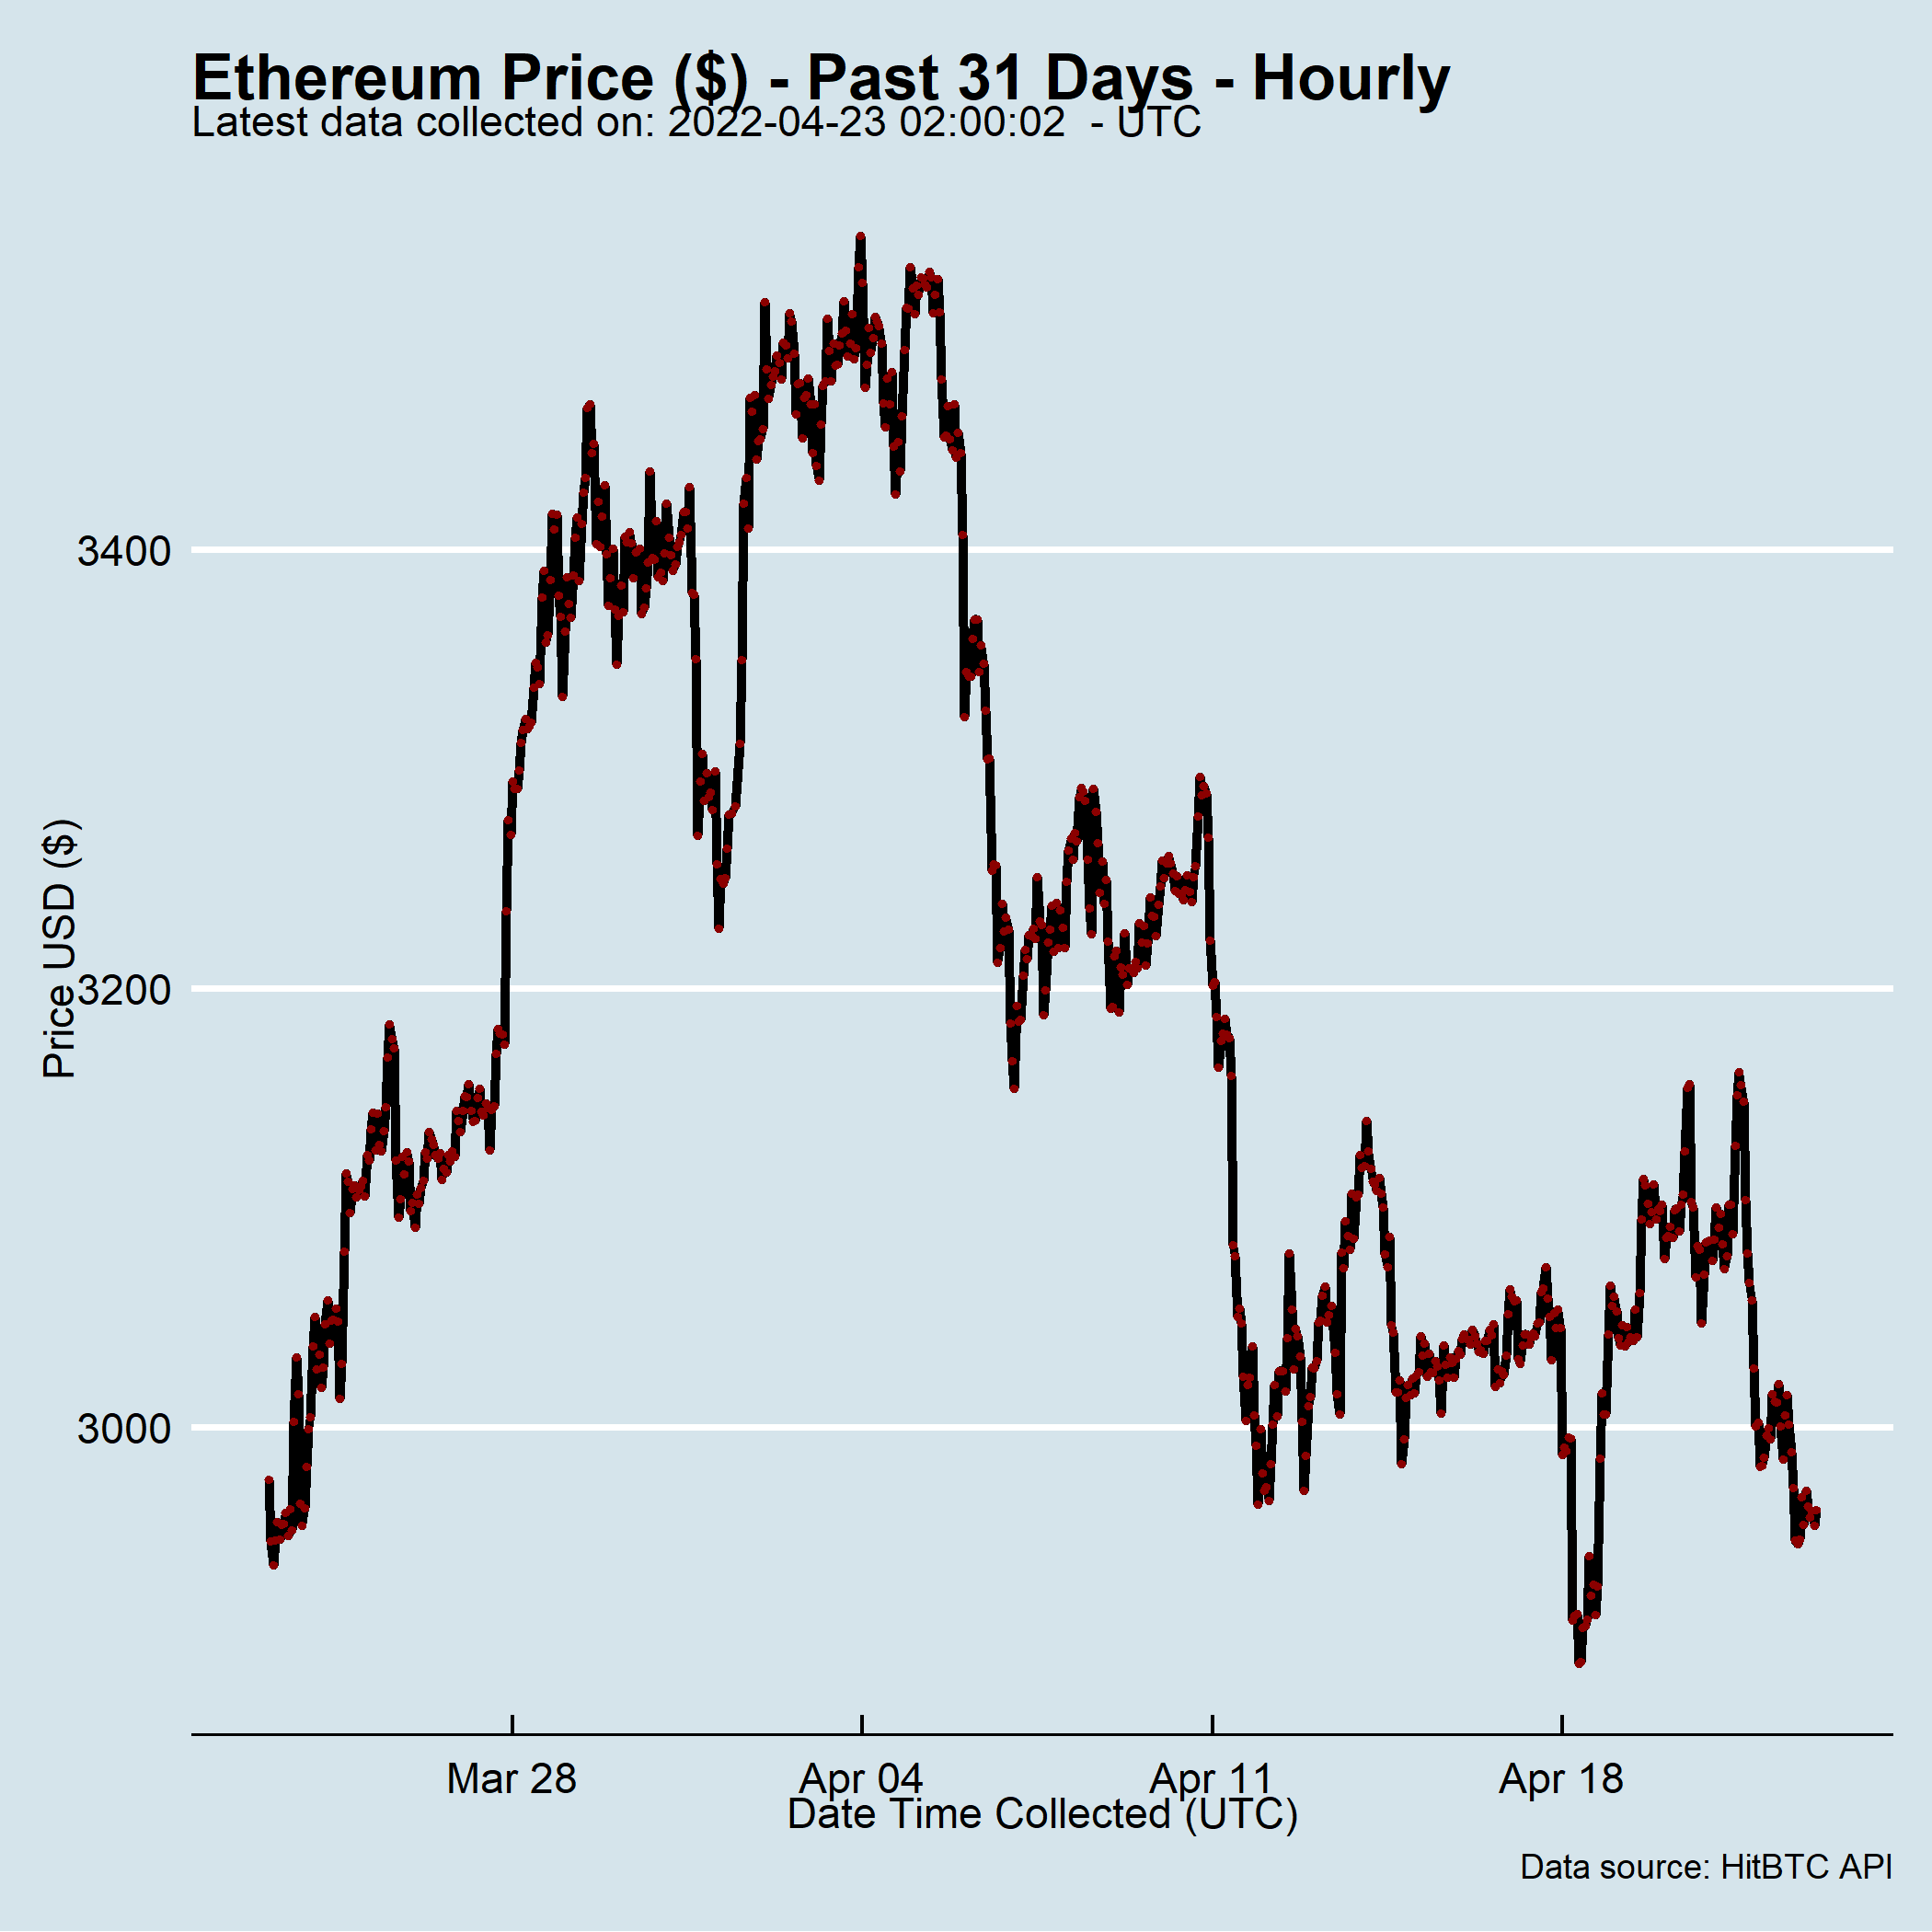 Ethereum Price ($) - Past 31 Days - Hourly
Latest data collected on: 2022-04-23 02:00:02  - UTC
3400
3200
3000
Price USD ($)
Mar 28
Apr 04
Apr 11
Apr 18
Date Time Collected (UTC)
Data source: HitBTC API